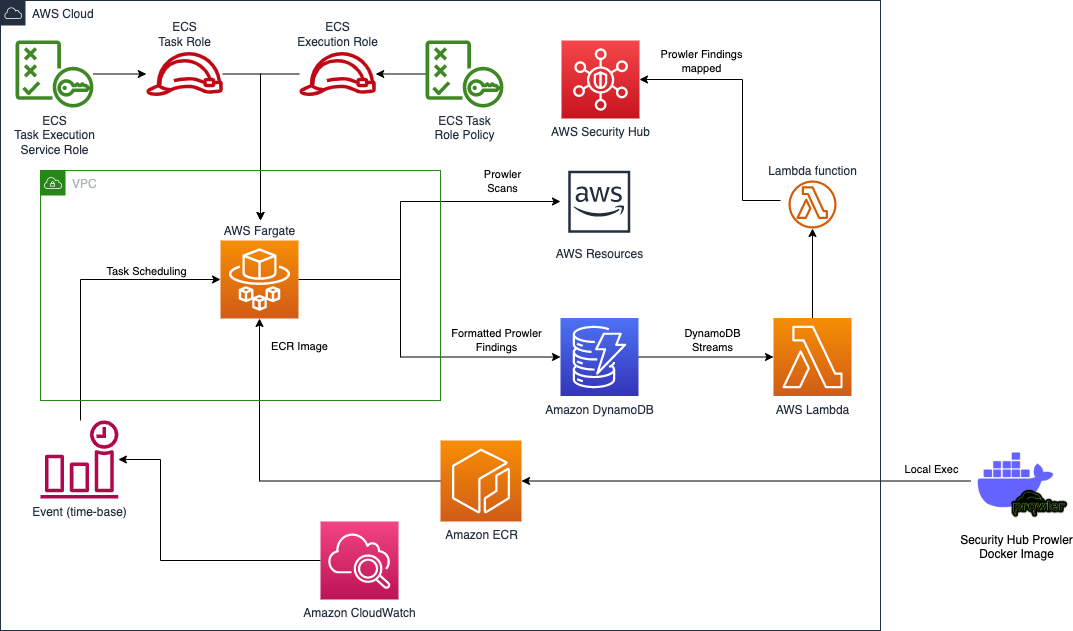 AWS Cloud
ECS
Task Role
ECS
Execution Role
ECS
Task Execution
Service Role
ECS Task
Role Policy
Prowler Findings
mapped
AWS Security Hub
VPC
Prowler
Scans
aws
AWS Resources
Lambda function
AWS Fargate
Task Scheduling
ECR Image
Formatted Prowler
Findings
DynamoDB
Streams
Amazon DynamoDB
AWS Lambda
Event (time-base)
Amazon ECR
Local Exec
prowler
Security Hub Prowler
Docker Image
Amazon CloudWatch